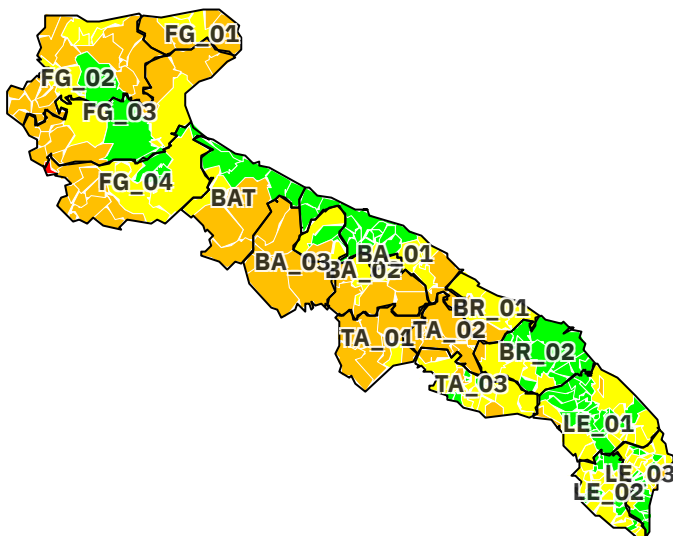 FG_01
FG_02
FG_03
FG_04
BAT
BA_01
BA_03
BA_02
BR_01
TA_02
TA_01
BR_02
TA_03
LE_01
LE_03
LE_02